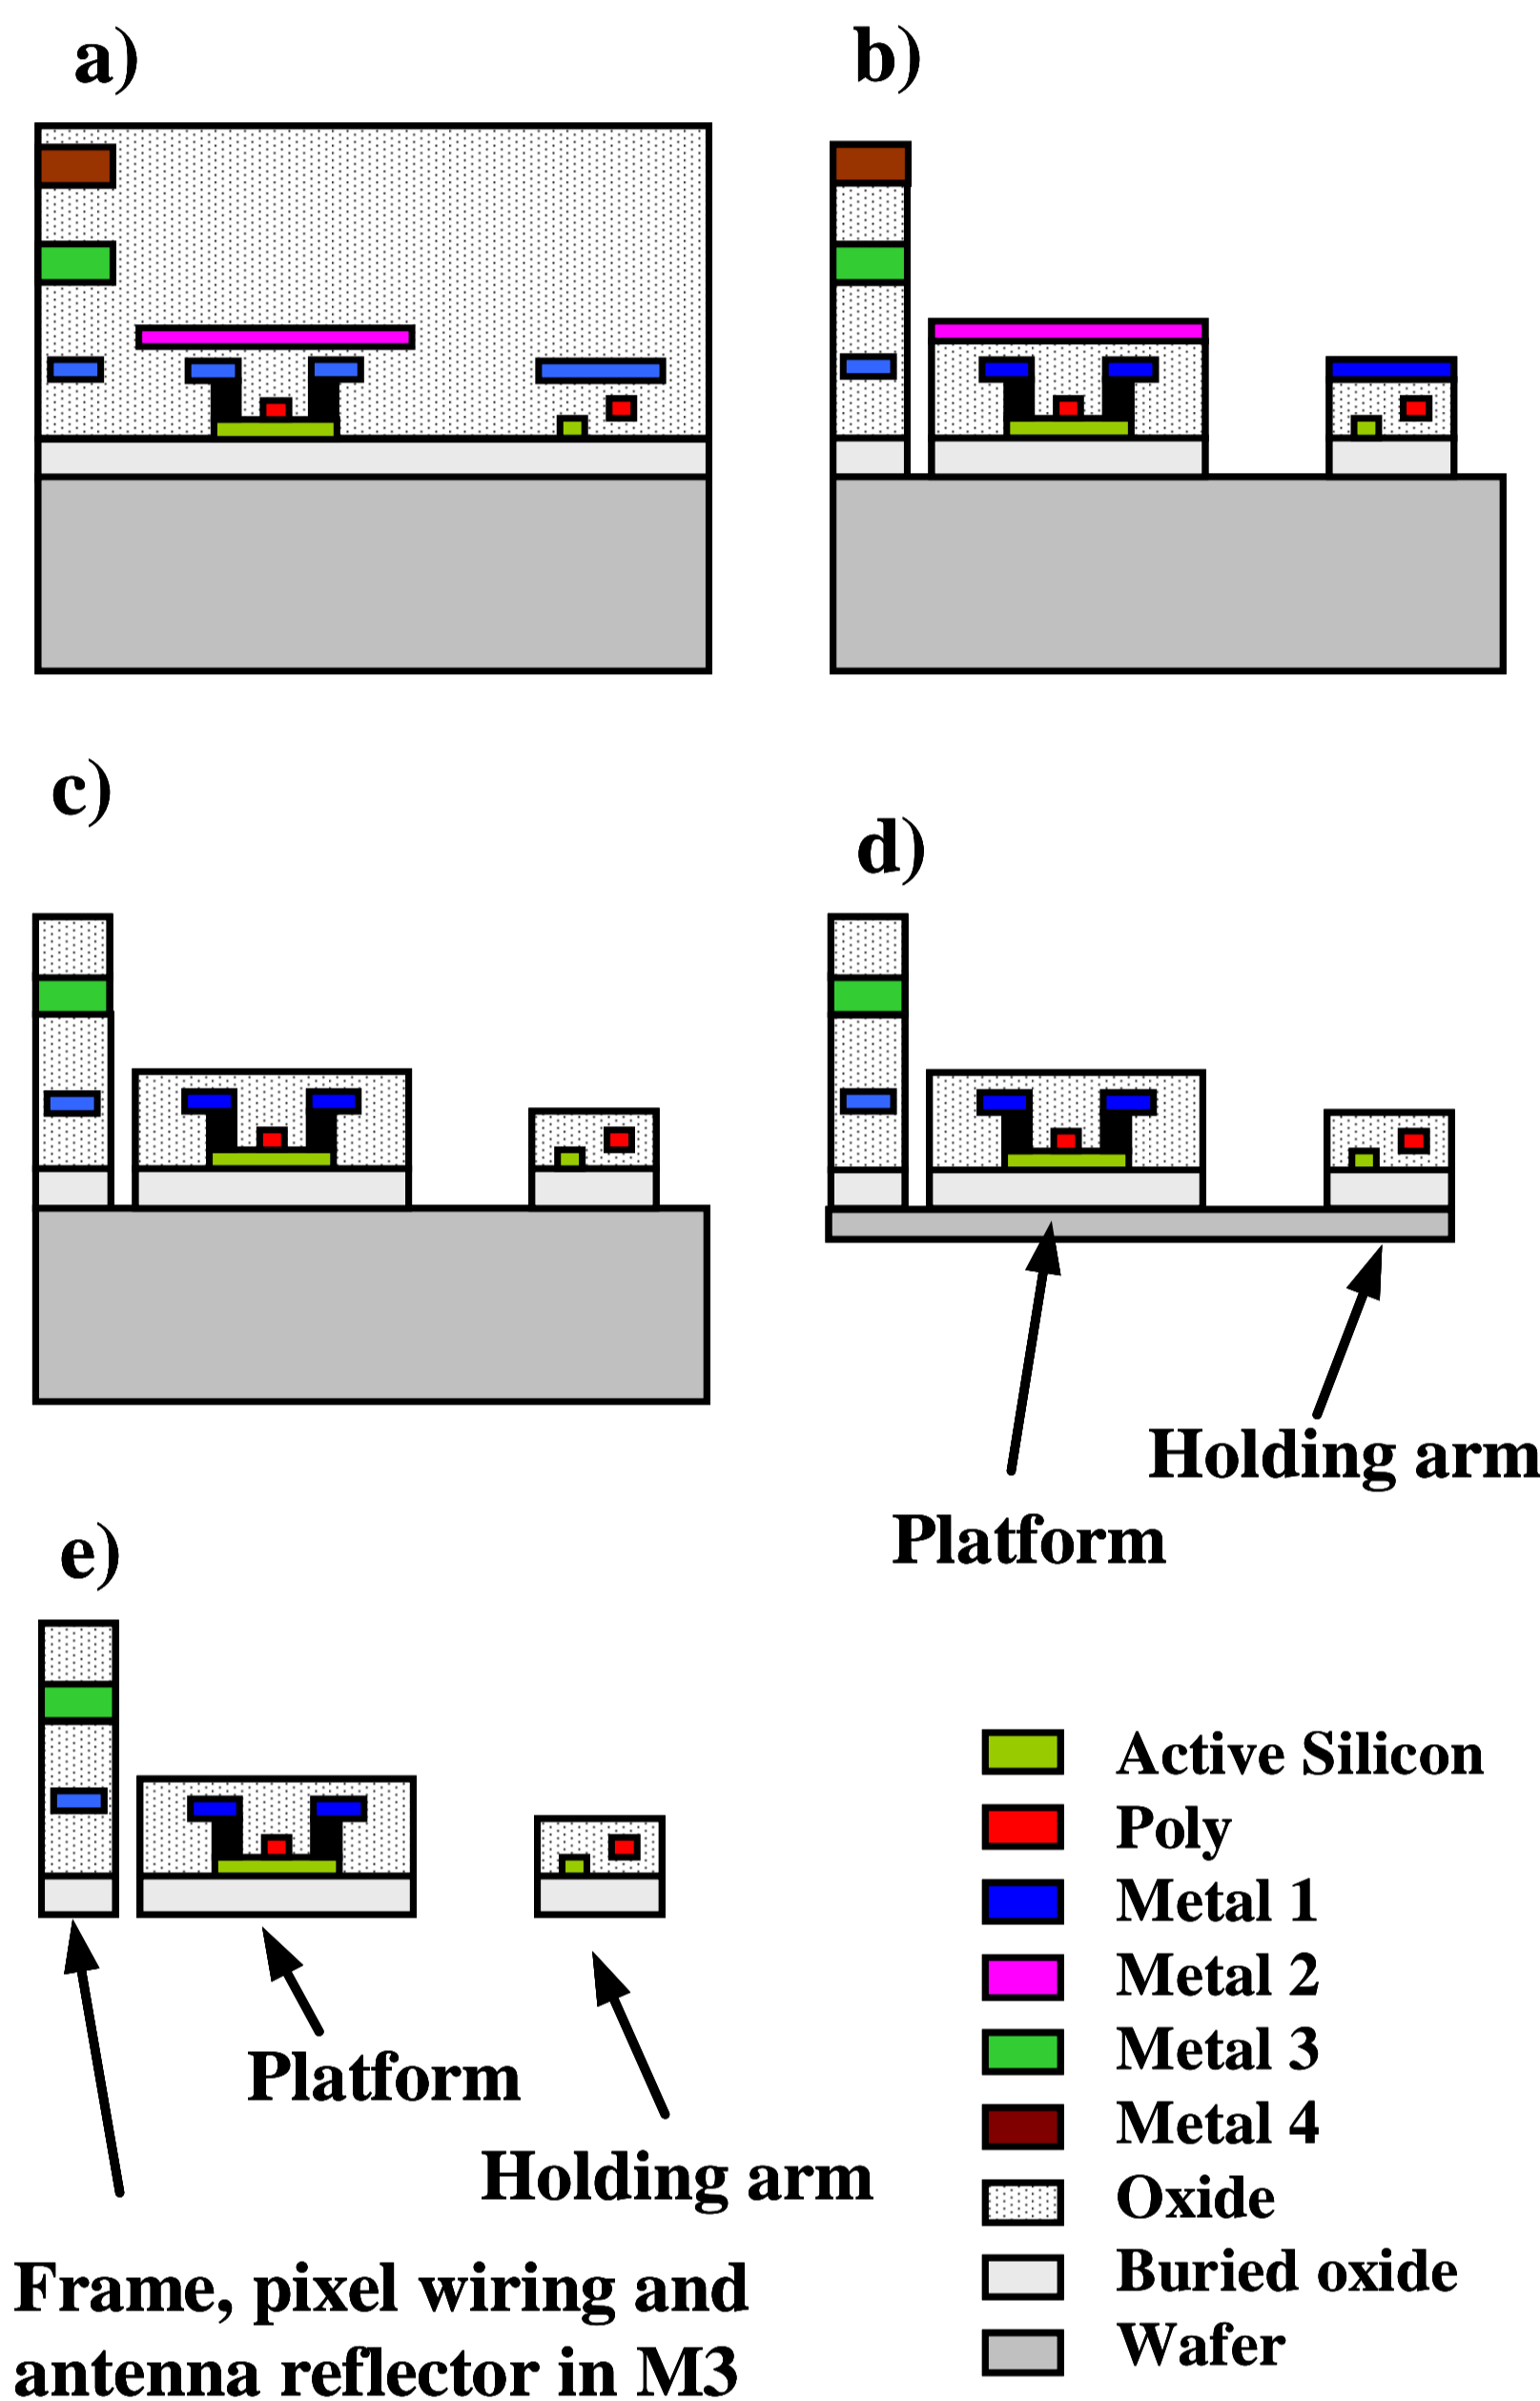 a)
b)
c)
d)
Holding arm
Platform
e)
Platform
Holding arm
Frame, pixel wiring and
antenna reflector in M3
Active Silicon
Poly
Metal 1
Metal 2
Metal 3
Metal 4
Oxide
Buried oxide
Wafer